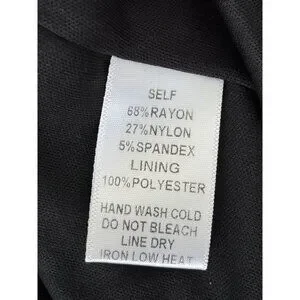 SELF
68%RAYON
27%NYLON
5%SPANDEX
LINING
100%POLYESTER
HAND WASH COLD
DO NOT BLEACH
LINE DRY
IRON LOW HEAT